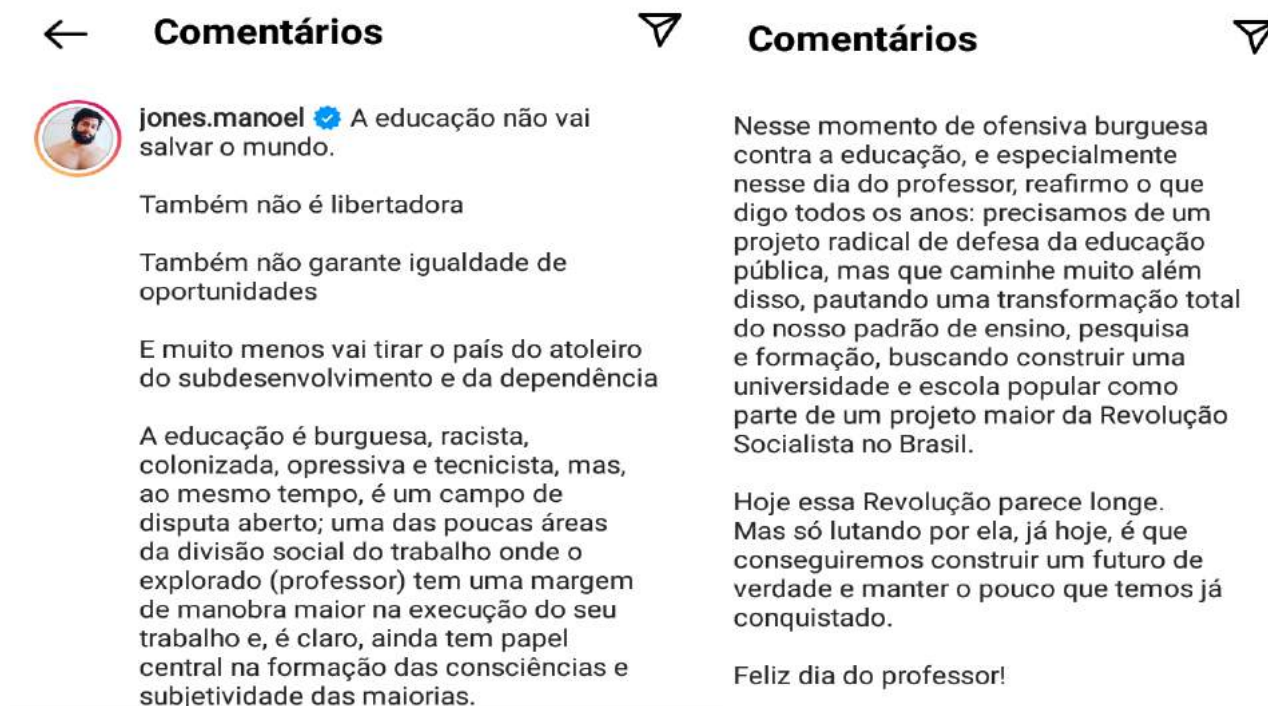 Comentários
jones.manoel A educação não vai
salvar o mundo.
Também não é libertadora
Também não garante igualdade de
oportunidades
E muito menos vai tirar o país do atoleiro
do subdesenvolvimento e da dependência
A educação é burguesa, racista,
colonizada, opressiva e tecnicista, mas,
ao mesmo tempo, é um campo de
disputa aberto; uma das poucas áreas
da divisão social do trabalho onde o
explorado (professor) tem uma margem
de manobra maior na execução do seu
trabalho e, é claro, ainda tem papel
central na formação das consciências e
subjetividade das maiorias.
Comentários
Nesse momento de ofensiva burguesa
contra a educação, e especialmente
nesse dia do professor, reafirmo o que
digo todos os anos: precisamos de um
projeto radical de defesa da educação
pública, mas que caminhe muito além
disso, pautando uma transformação total
do nosso padrão de ensino, pesquisa
e formação, buscando construir uma
universidade e escola popular como
parte de um projeto maior da Revolução
Socialista no Brasil.
Hoje essa Revolução parece longe.
Mas só lutando por ela, já hoje, é que
conseguiremos construir um futuro de
verdade e manter o pouco que temos já
conquistado.
Feliz dia do professor!